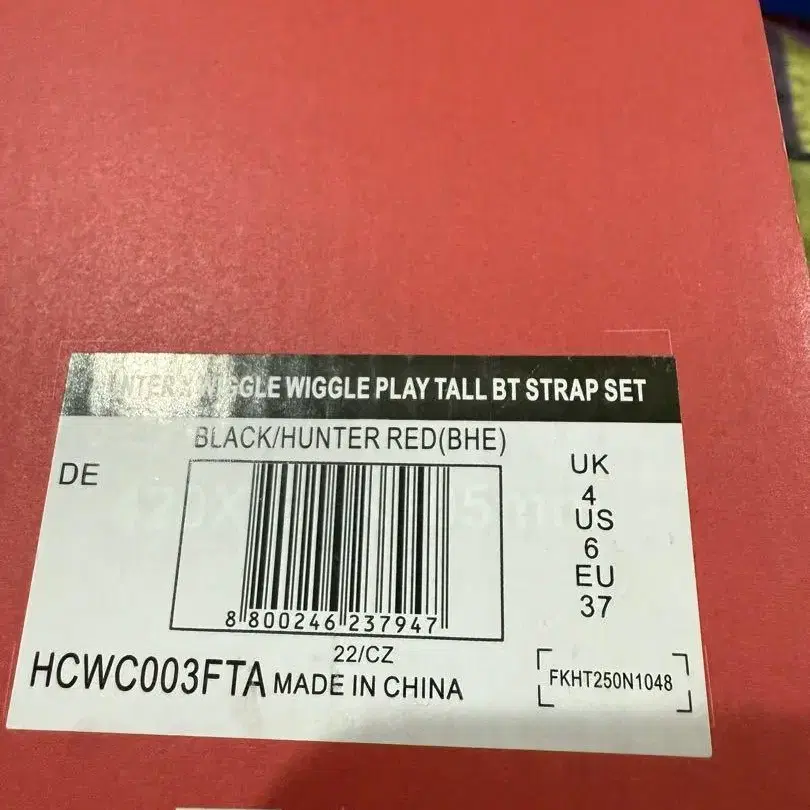 WIGGLE PLAY TALL BT STRAP SET
BLACK/HUNTER RED(BHE)
DE
UK
4
US
6
EU
37
8 800246 237947
22/CZ
HCWC003FTA MADE IN CHINA
FKHT250N1048